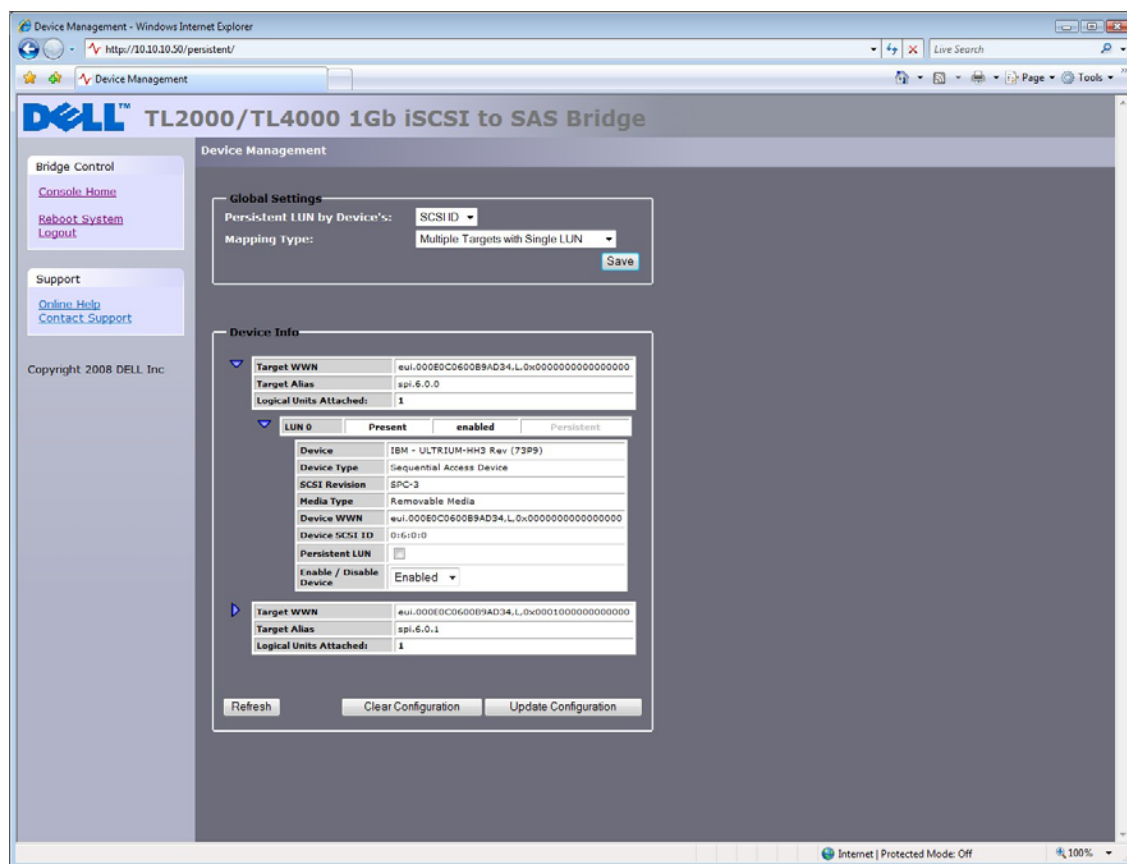 Device Management - Windows Internet Explorer
http://10.10.10.50/persistent/
Live Search
Device Management
Page
Tools
DELL™ TL2000/TL4000 1Gb iSCSI to SAS Bridge
Device Management
Bridge Control
Console Home
Reboot System
Logout
Support
Online Help
Contact Support
Copyright 2008 DELL Inc
Global Settings
Persistent LUN by Device's: SCSI ID
Mapping Type: Multiple Targets with Single LUN
Save
Device Info
Target WWN eui.000E0C0600B9AD34,L,0x0000000000000000
Target Alias spi.6.0.0
Logical Units Attached: 1
LUN 0 Present enabled Persistent
Device IBM - ULTRIUM-HH3 Rev (73P9)
Device Type Sequential Access Device
SCSI Revision SPC-3
Media Type Removable Media
Device WWN eui.000E0C0600B9AD34,L,0x0000000000000000
Device SCSI ID 0:6:0:0
Persistent LUN
Enable / Disable Device Enabled
Target WWN eui.000E0C0600B9AD34,L,0x0001000000000000
Target Alias spi.6.0.1
Logical Units Attached: 1
Refresh Clear Configuration Update Configuration
Internet | Protected Mode: Off 100%